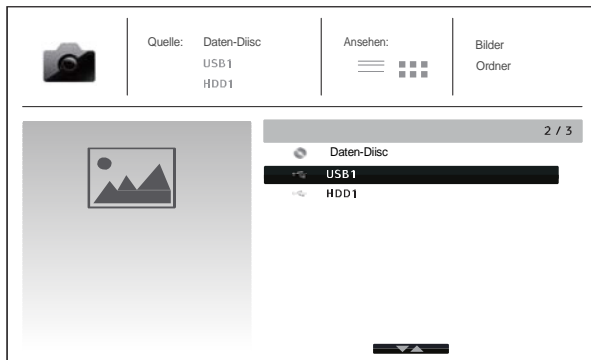 Quelle: Daten-Diisc
USB1
HDD1
Ansehen:
Bilder
Ordner
2 / 3
Daten-Diisc
USB1
HDD1